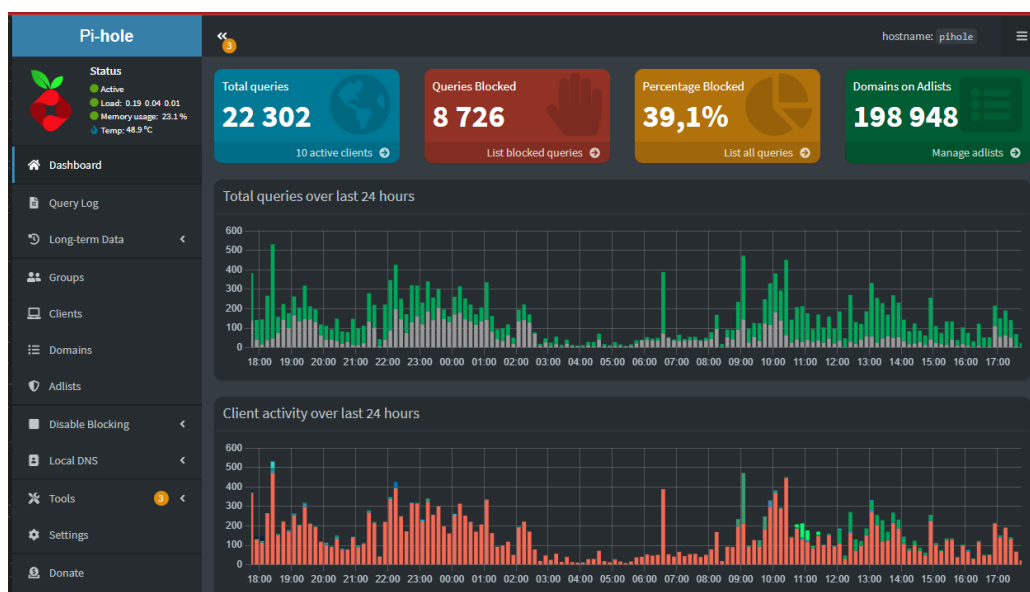 Pi-hole
3
hostname: pihole
Status
Active
Load: 0.19 0.04 0.01
Memory usage: 23.1 %
Temp: 48.9 °C
Total queries
22 302
10 active clients
Queries Blocked
8 726
List blocked queries
Percentage Blocked
39,1%
List all queries
Domains on Adlists
198 948
Manage adlists
Dashboard
Query Log
Long-term Data
Groups
Clients
Domains
Adlists
Disable Blocking
Local DNS
Tools 3
Settings
Donate
Total queries over last 24 hours
600
500
400
300
200
100
0
18:00 19:00 20:00 21:00 22:00 23:00 00:00 01:00 02:00 03:00 04:00 05:00 06:00 07:00 08:00 09:00 10:00 11:00 12:00 13:00 14:00 15:00 16:00 17:00
Client activity over last 24 hours
600
500
400
300
200
100
0
18:00 19:00 20:00 21:00 22:00 23:00 00:00 01:00 02:00 03:00 04:00 05:00 06:00 07:00 08:00 09:00 10:00 11:00 12:00 13:00 14:00 15:00 16:00 17:00